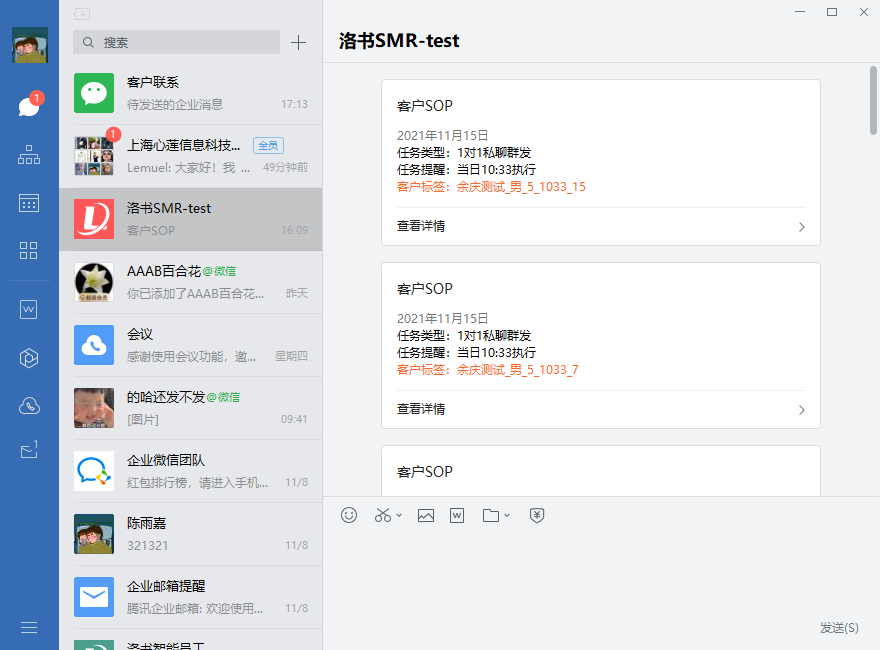 洛书SMR-test
搜索
1
客户联系
待发送的企业消息
17:13
1
上海心莲信息科技...
全员
Lemuel: 大家好！我 ...
49分钟前
洛书SMR-test
客户SOP
16:09
AAAB百合花@微信
你已添加了AAAB百合花...
昨天
会议
感谢使用会议功能，邀...
星期四
的哈还发不发@微信
[图片]
09:41
企业微信团队
红包排行榜，请进入手机...
11/8
陈雨嘉
321321
11/8
企业邮箱提醒
腾讯企业邮箱: 欢迎使用...
11/8
洛书智能员工
1
客户SOP
2021年11月15日
任务类型：1对1私聊群发
任务提醒：当日10:33执行
客户标签：余庆测试_男_5_1033_15
查看详情
客户SOP
2021年11月15日
任务类型：1对1私聊群发
任务提醒：当日10:33执行
客户标签：余庆测试_男_5_1033_7
查看详情
客户SOP
发送(S)